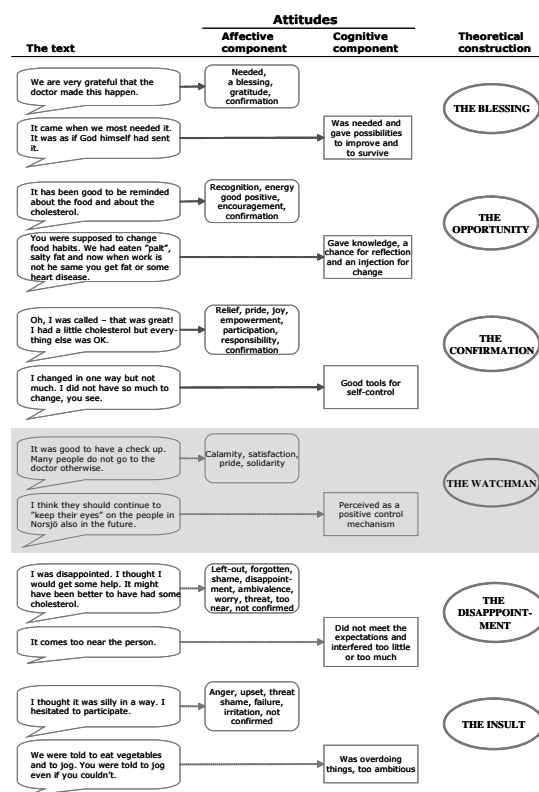 Attitudes
The text
Affective
component
Cognitive
component
Theoretical
construction
We are very grateful that the
doctor made this happen.
Needed,
a blessing,
gratitude,
confirmation
THE BLESSING
It came when we most needed it.
It was as if God himself had sent
it.
Was needed and
gave possibilities
to improve and
to survive
It has been good to be reminded
about the food and about the
cholesterol.
Recognition, energy
good positive,
encouragement,
confirmation
THE
OPPORTUNITY
You were supposed to change
food habits. We had eaten "palt",
salty fat and now when work is
not he same you get fat or some
heart disease.
Gave knowledge, a
chance for reflection
and an injection for
change
Oh, I was called – that was great!
I had a little cholesterol but every-
thing else was OK.
Relief, pride, joy,
empowerment,
participation,
responsibility,
confirmation
THE
CONFIRMATION
I changed in one way but not
much. I did not have so much to
change, you see.
Good tools for
self-control
It was good to have a check up.
Many people do not go to the
doctor otherwise.
Calamity, satisfaction,
pride, solidarity
THE WATCHMAN
I think they should continue to
"keep their eyes" on the people in
Norsjö also in the future.
Perceived as a
positive control
mechanism
I was disappointed. I thought I
would get some help. It might
have been better to have had some
cholesterol.
Left-out, forgotten,
shame, disappoint-
ment, ambivalence,
worry, threat, too
near, not confirmed
THE
DISAPPPOINT-
MENT
It comes too near the person.
Did not meet the
expectations and
interfered too little
or too much
I thought it was silly in a way. I
hesitated to participate.
Anger, upset, threat
shame, failure,
irritation, not
confirmed
THE INSULT
We were told to eat vegetables
and to jog. You were told to jog
even if you couldn't.
Was overdoing
things, too ambitious